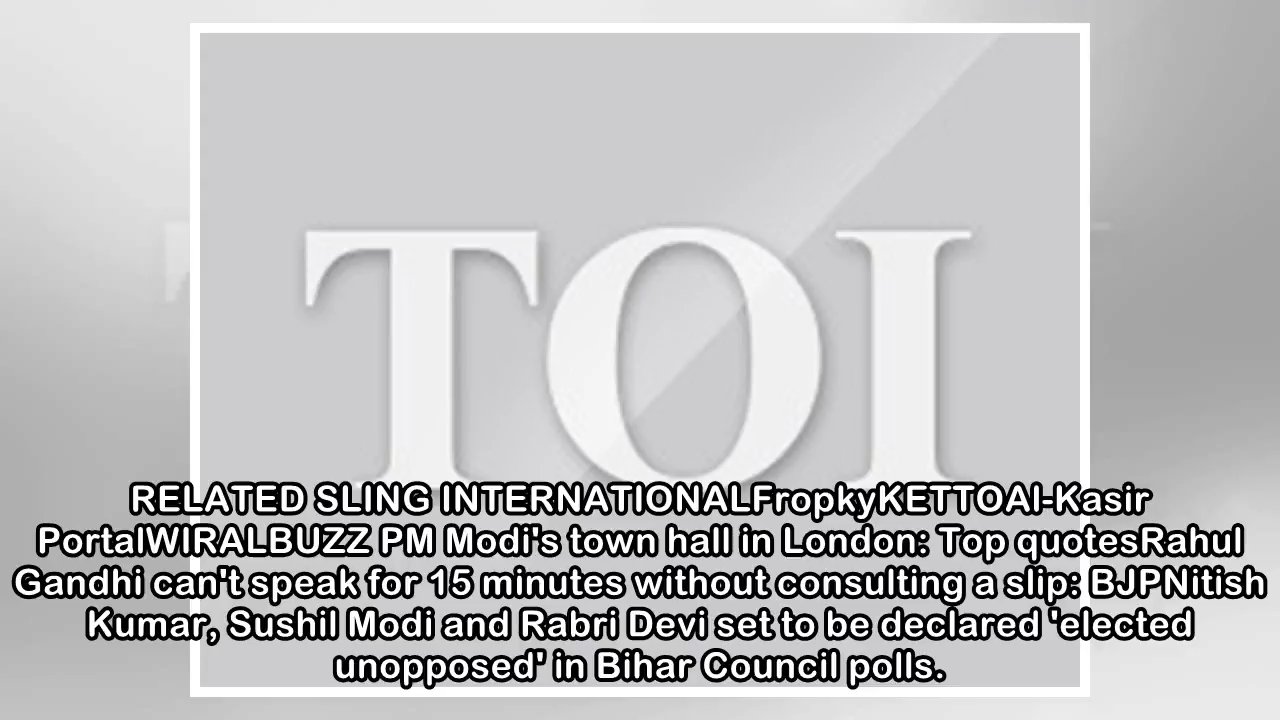 TOI
RELATED SLING INTERNATIONALFropkyKETTOAl-Kasir
PortalWIRALBUZZ PM Modi's town hall in London: Top quotesRahul
Gandhi can't speak for 15 minutes without consulting a slip: BJPNitish
Kumar, Sushil Modi and Rabri Devi set to be declared 'elected
unopposed' in Bihar Council polls.